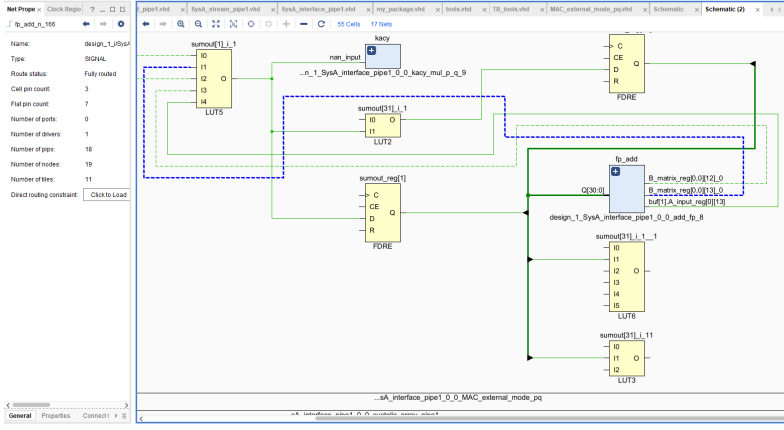 Net Prope × Clock Regio ? _ □
_pipe1.vhd × SysA_stream_pipe1.vhd × SysA_interface_pipe1.vhd × my_package.vhd × tools.vhd × TB_tools.vhd × MAC_external_mode_pq.vhd × Schematic × Schematic (2) ×
fp_add_n_166
55 Cells 17 Nets
Name: design_1_i/SysA
Type: SIGNAL
Route status: Fully routed
Cell pin count: 3
Flat pin count: 7
Number of ports: 0
Number of drivers: 1
Number of pips: 18
Number of nodes: 19
Number of tiles: 11
Direct routing constraint: Click to Load
General Properties
sumout[1]_i_1
I0
I1
I2 O
I3
I4
LUT5
kacy
nan_input
...n_1_SysA_interface_pipe1_0_0_kacy_mul_p_q_9
C
CE
D Q
R
FDRE
sumout[31]_i_1
I0 O
I1
LUT2
sumout_reg[1]
C
CE
D Q
R
FDRE
fp_add
Q[30:0]
B_matrix_reg[0,0][12]_0
B_matrix_reg[0,0][13]_0
buf[1].A_input_reg[0][13]
design_1_SysA_interface_pipe1_0_0_add_fp_8
sumout[31]_i_1__1
I0
I1
I2 O
I3
I4
I5
LUT6
sumout[31]_i_11
I0
I1 O
I2
LUT3
...sA_interface_pipe1_0_0_MAC_external_mode_pq